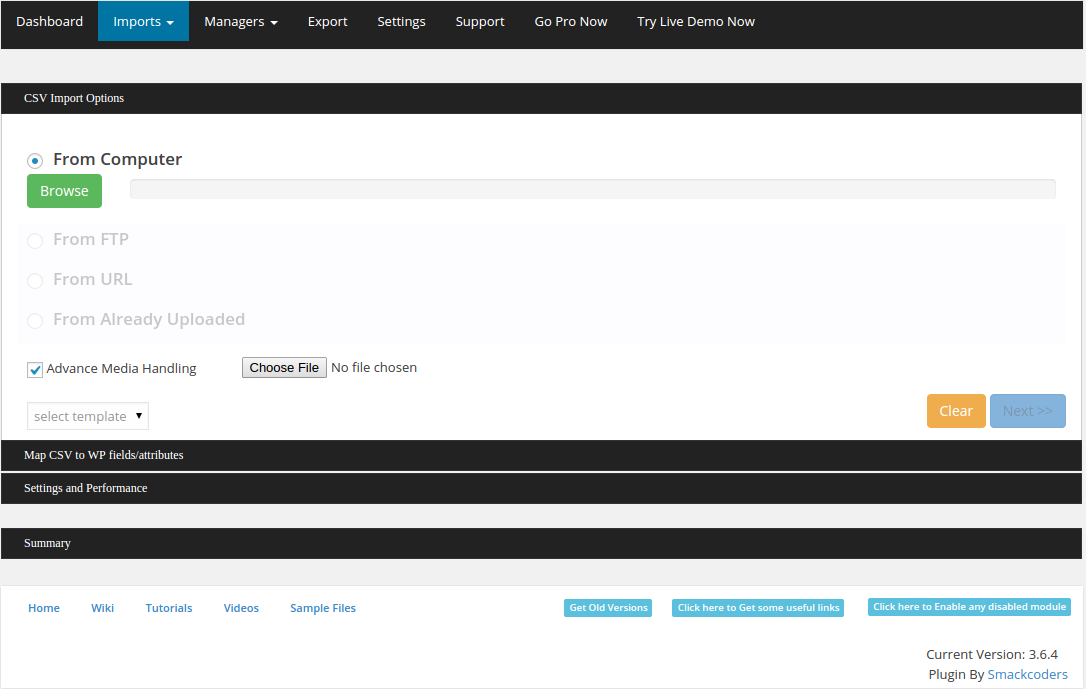 Dashboard Imports Managers Export Settings Support Go Pro Now Try Live Demo Now
CSV Import Options
From Computer
Browse
From FTP
From URL
From Already Uploaded
Advance Media Handling Choose File No file chosen
select template Clear Next >>
Map CSV to WP fields/attributes
Settings and Performance
Summary
Home Wiki Tutorials Videos Sample Files Get Old Versions Click here to Get some useful links Click here to Enable any disabled module
Current Version: 3.6.4
Plugin By Smackcoders